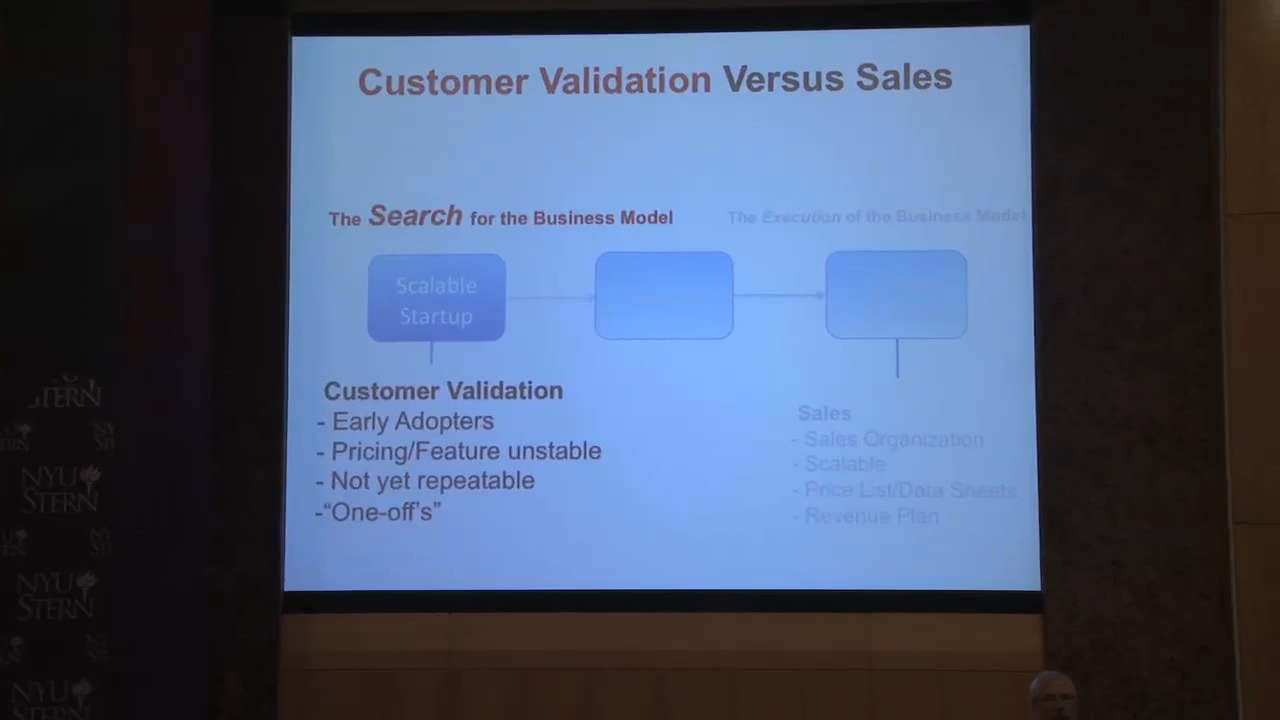 Customer Validation Versus Sales
The Search for the Business Model
The Execution of the Business Model
Scalable
Startup
Customer Validation
- Early Adopters
- Pricing/Feature unstable
- Not yet repeatable
-“One-off’s”
Sales
- Sales Organization
- Scalable
- Price List/Data Sheets
- Revenue Plan
STERN
NYU
STERN
NYU
STERN
NYU
STERN